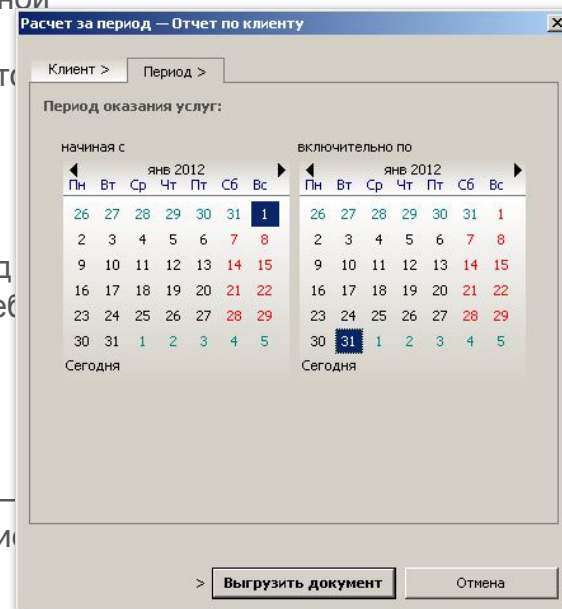 ной
Расчет за период — Отчет по клиенту
Клиент > Период >
Период оказания услуг:
начиная с включительно по
янв 2012 янв 2012
Пн Вт Ср Чт Пт Сб Вс Пн Вт Ср Чт Пт Сб Вс
26 27 28 29 30 31 1 26 27 28 29 30 31 1
2 3 4 5 6 7 8 2 3 4 5 6 7 8
9 10 11 12 13 14 15 9 10 11 12 13 14 15
16 17 18 19 20 21 22 16 17 18 19 20 21 22
23 24 25 26 27 28 29 23 24 25 26 27 28 29
30 31 1 2 3 4 5 30 31 1 2 3 4 5
Сегодня Сегодня
> Выгрузить документ Отмена